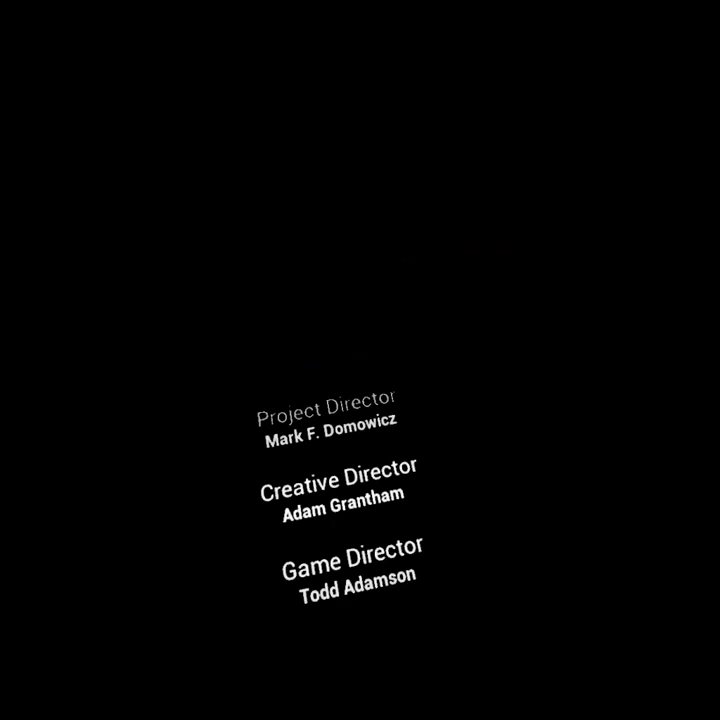 Project Director
Mark F. Domowicz
Creative Director
Adam Grantham
Game Director
Todd Adamson